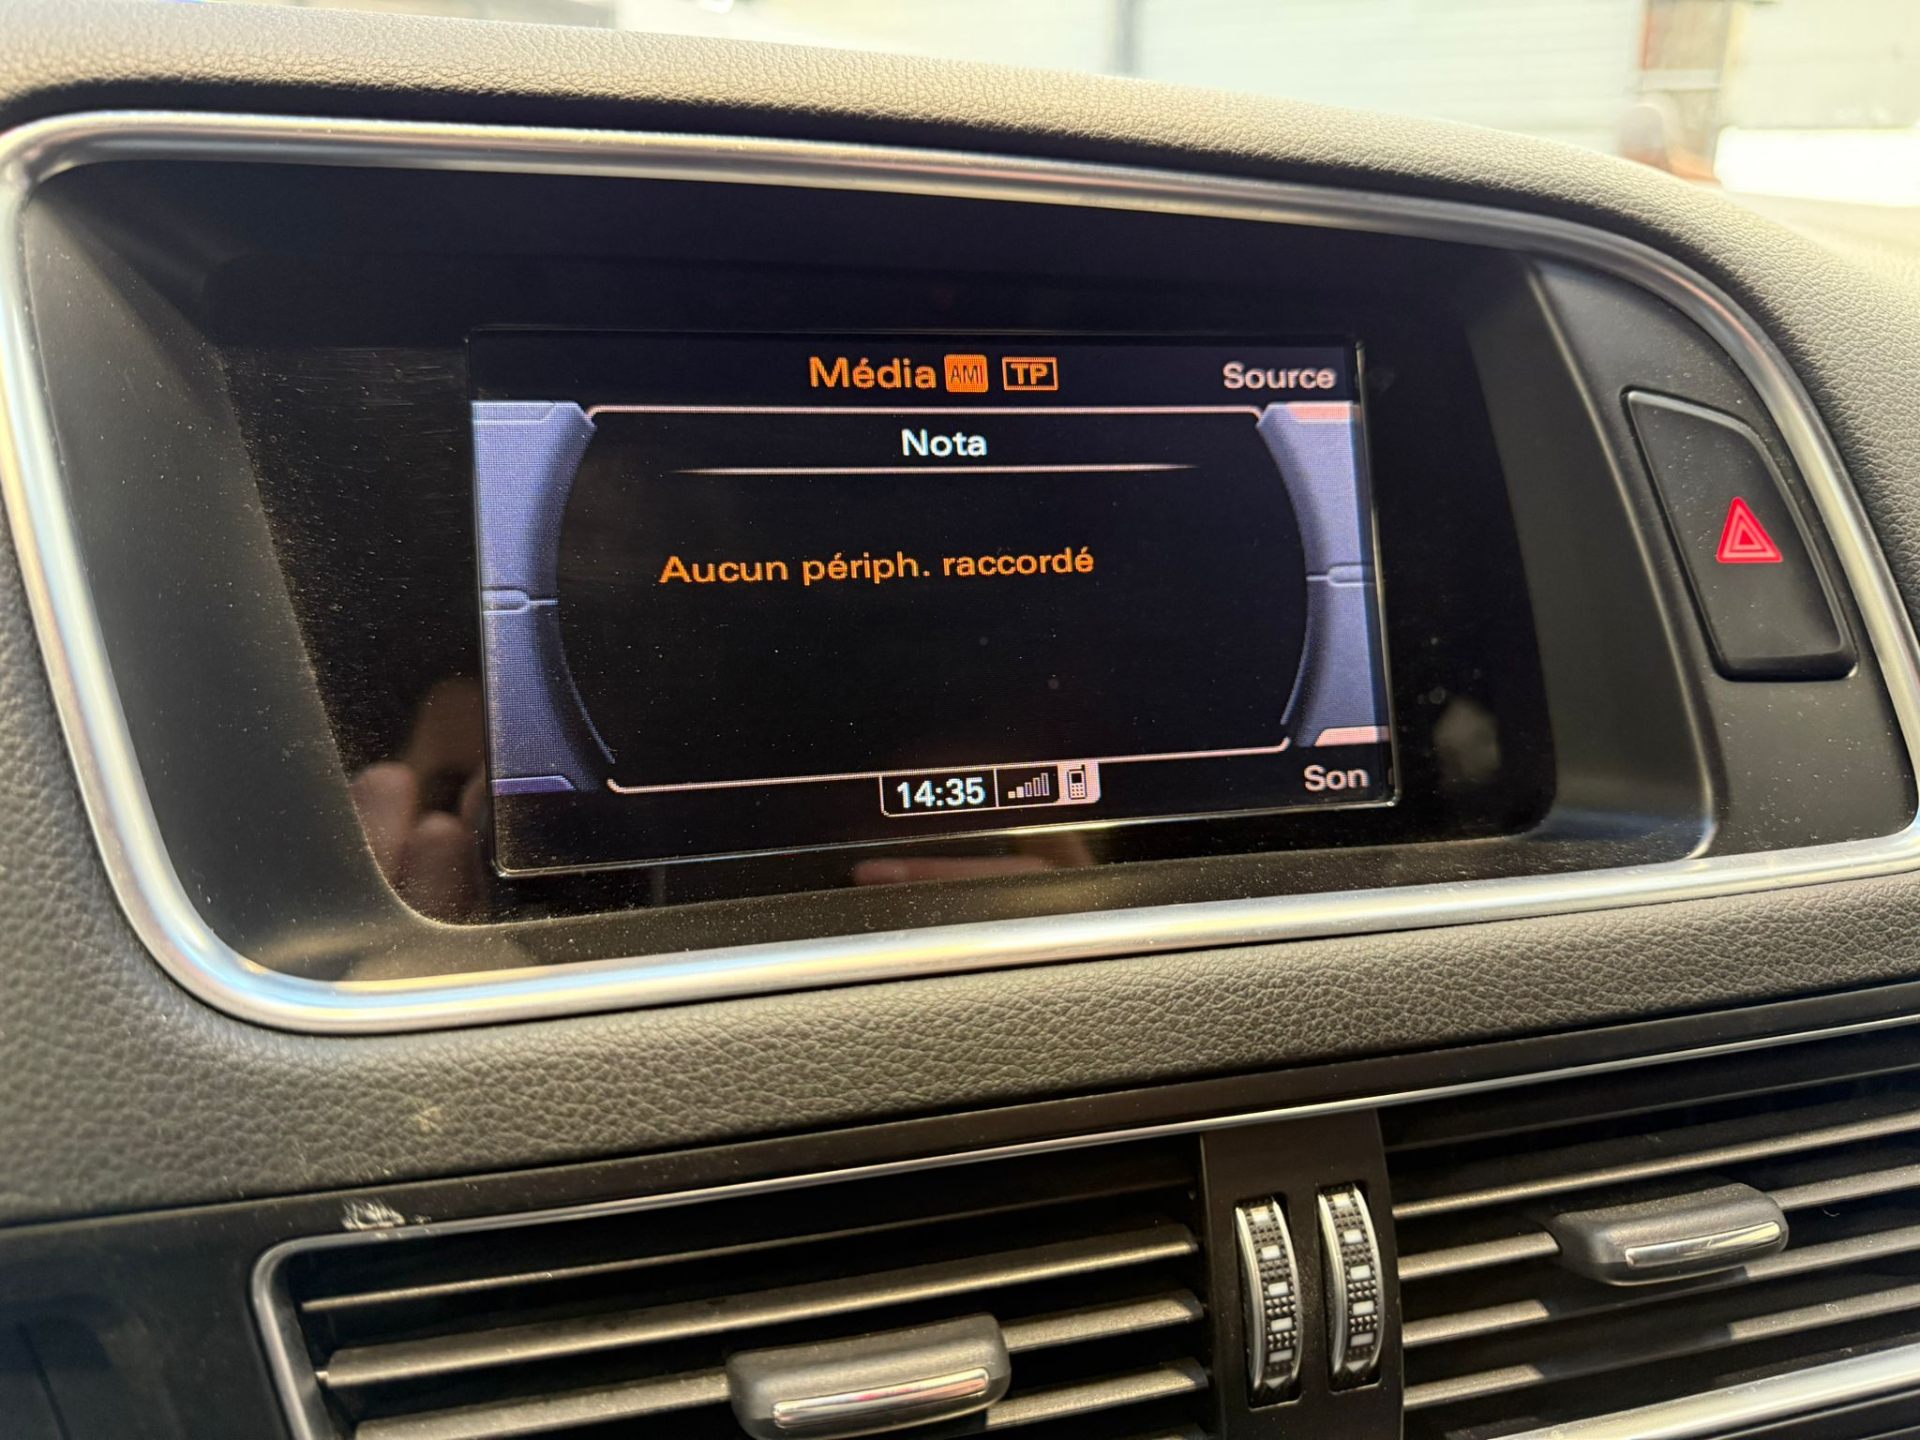 Média AMI TP Source
Nota
Aucun périph. raccordé
14:35
Son